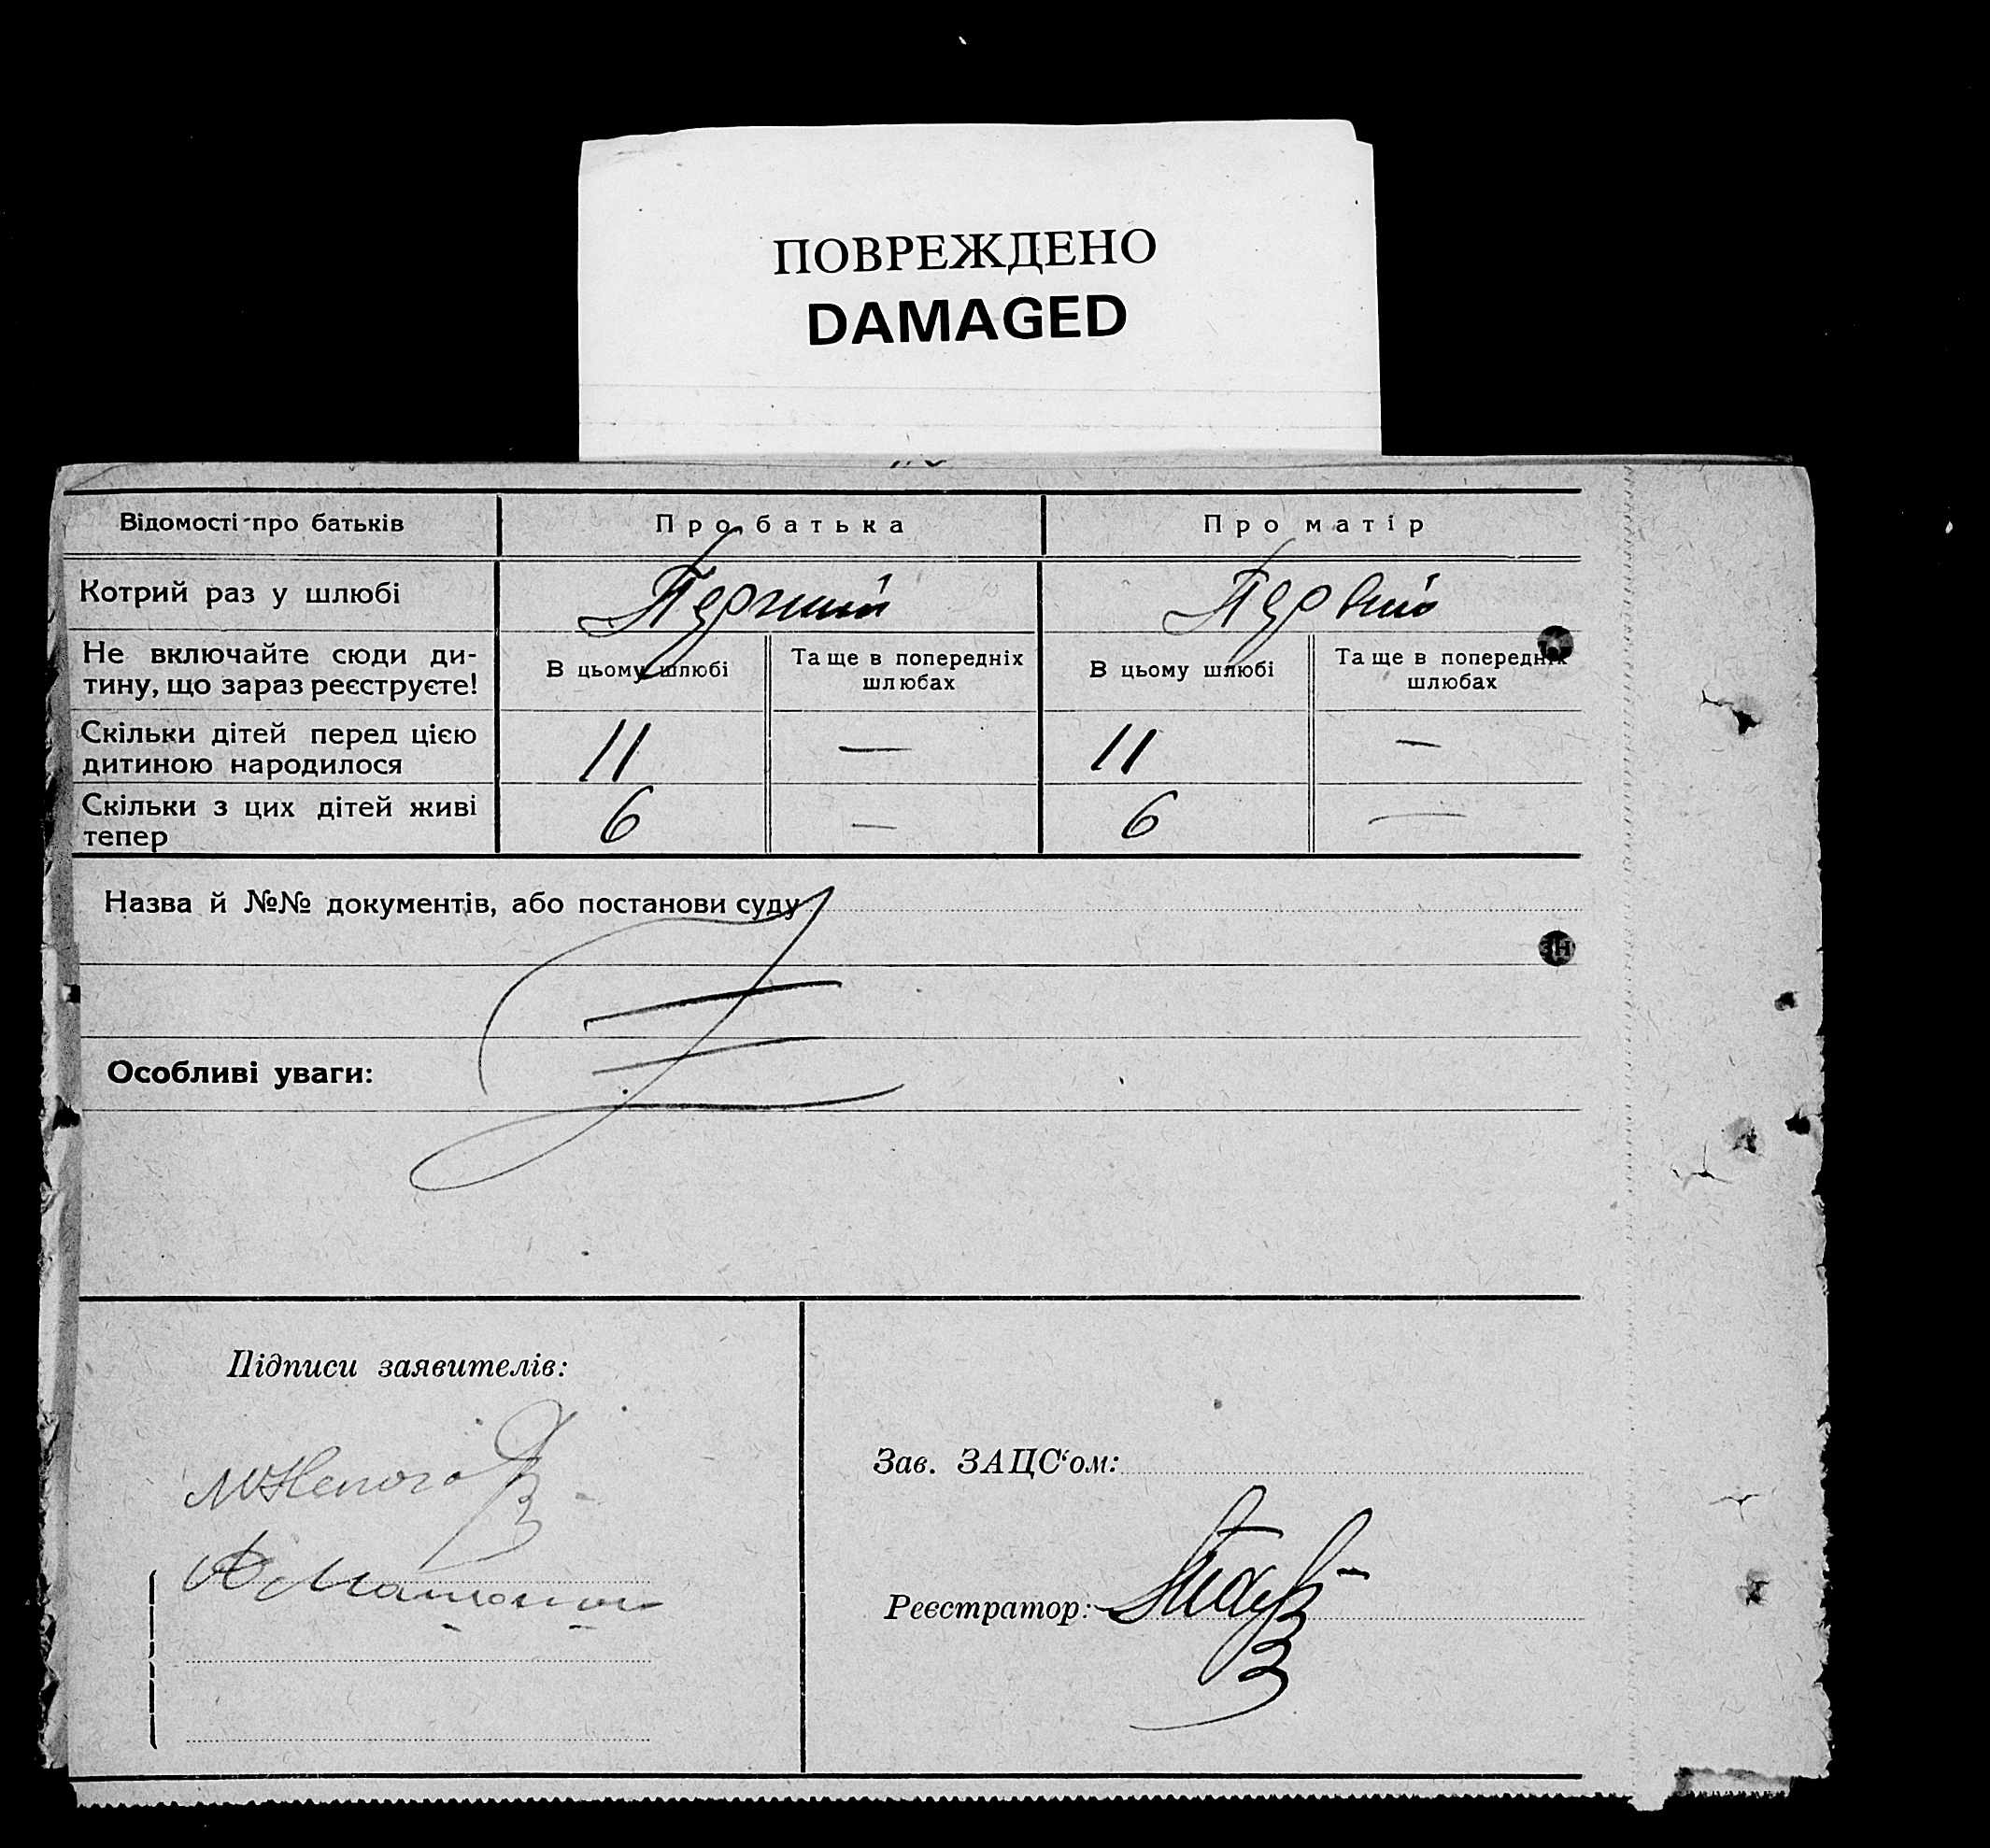 ПОВРЕЖДЕНО
DAMAGED
Відомості про батьків
Про батька
Про матір
Котрий раз у шлюбі
Первий
Не включайте сюди ди-
тину, що зараз реєструєте!
В цьому шлюбі
Та ще в попередніх
шлюбах
В цьому шлюбі
Та ще в попередніх
шлюбах
Скільки дітей перед цією
дитиною народилося
11
—
11
—
Скільки з цих дітей живі
тепер
6
—
6
—
Назва й №№ документів, або постанови суду
Особливі уваги:
Підписи заявителів:
Зав. ЗАЦС‘ом:
Реєстратор: